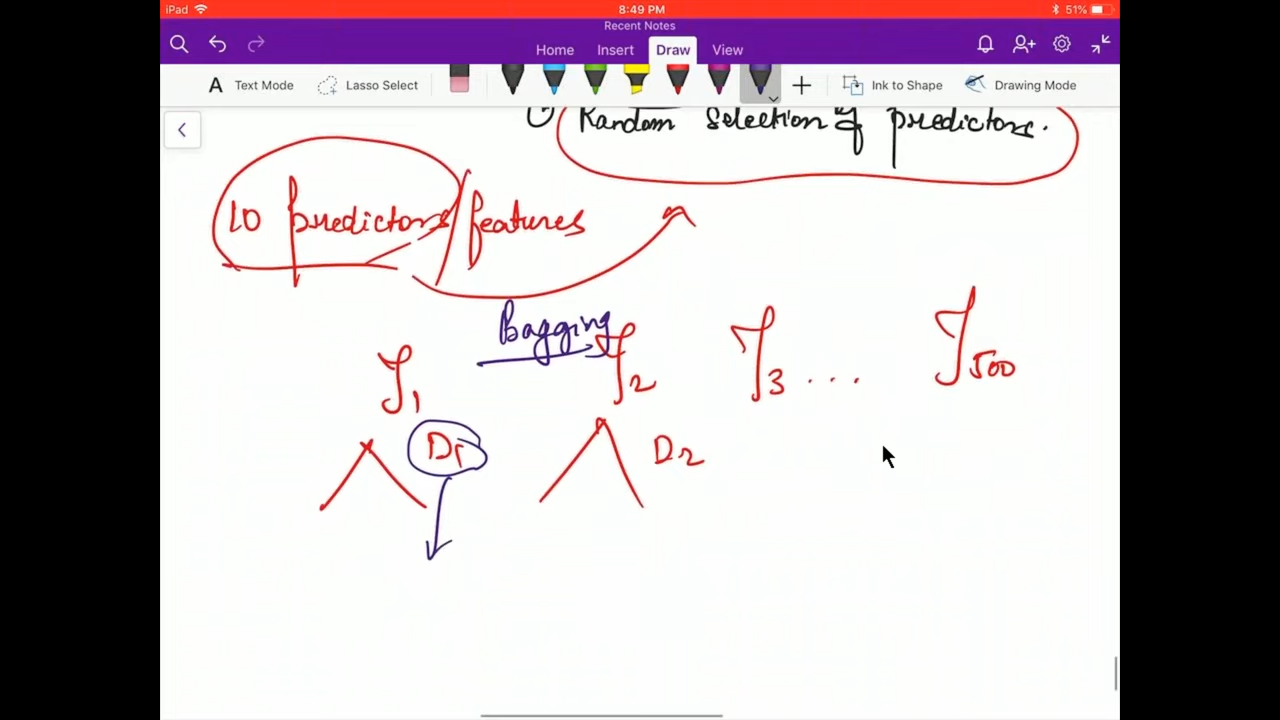 iPad 8:49 PM 51%
Recent Notes
Home Insert Draw View
Text Mode Lasso Select Ink to Shape Drawing Mode
Random Selection of predictors.
10 predictors/features
Bagging
T1 T2 T3 ... T500
D1 D2